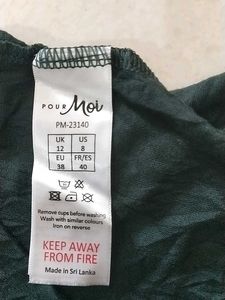 POUR Moi
PM-23140
UK US
12 8
EU FR/ES
38 40
Remove cups before washing
Wash with similar colours
Iron on reverse
KEEP AWAY
FROM FIRE
Made in Sri Lanka